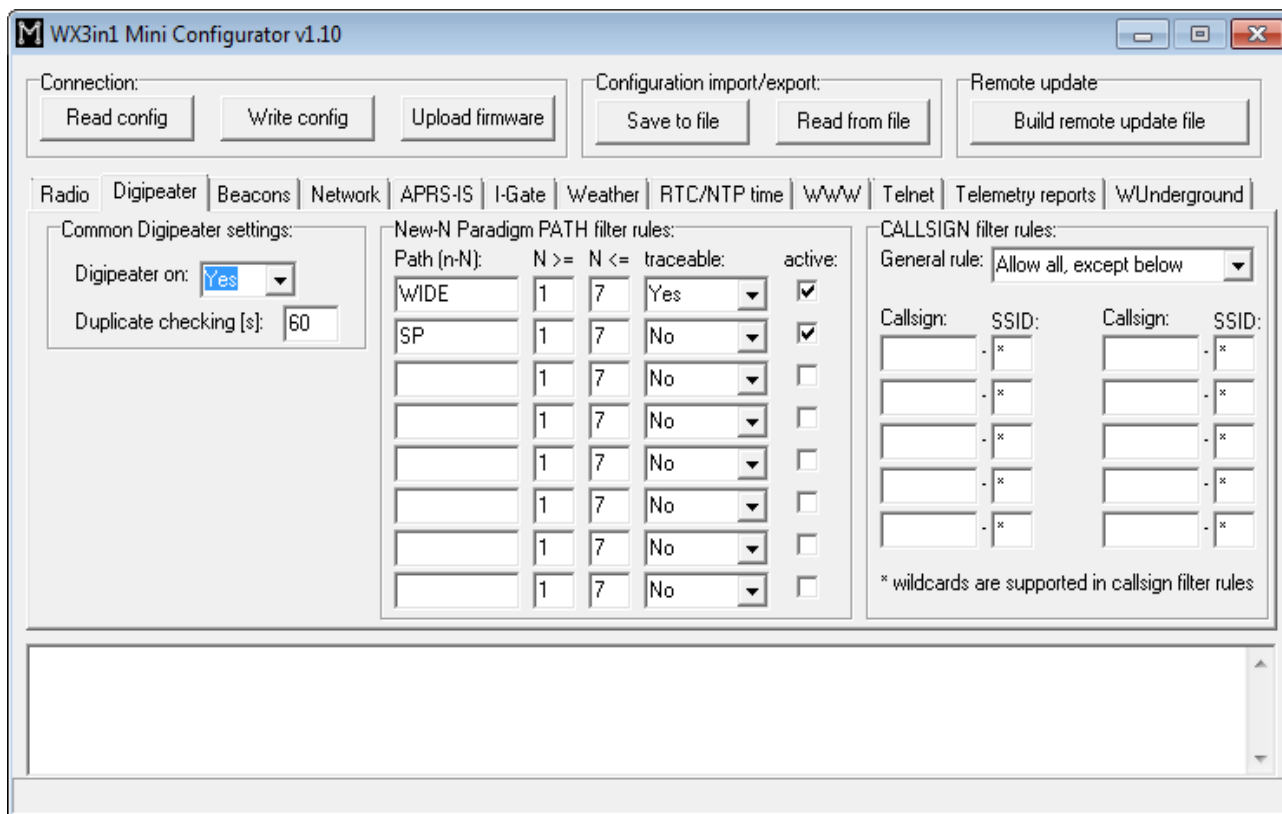 WX3in1 Mini Configurator v1.10
Connection: Configuration import/export: Remote update
Read config Write config Upload firmware Save to file Read from file Build remote update file
Radio Digipeater Beacons Network APRS-IS I-Gate Weather RTC/NTP time WWW Telnet Telemetry reports WUnderground
Common Digipeater settings:
Digipeater on: Yes
Duplicate checking [s]: 60
New-N Paradigm PATH filter rules:
Path (n-N): N >= N <= traceable: active:
WIDE 1 7 Yes
SP 1 7 No
1 7 No
1 7 No
1 7 No
1 7 No
1 7 No
1 7 No
CALLSIGN filter rules:
General rule: Allow all, except below
Callsign: SSID: Callsign: SSID:
- * - *
- * - *
- * - *
- * - *
- * - *
* wildcards are supported in callsign filter rules